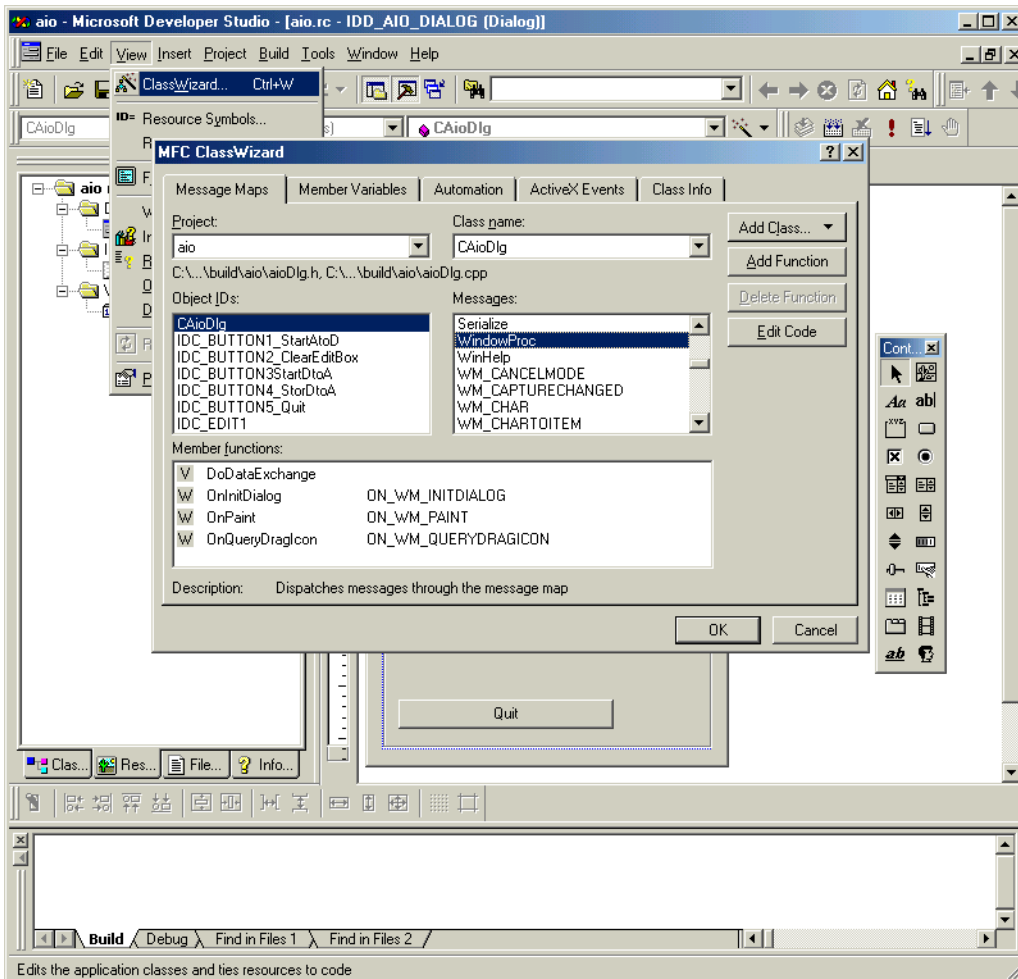 aio - Microsoft Developer Studio - [aio.rc - IDD_AIO_DIALOG (Dialog)]
File Edit View Insert Project Build Tools Window Help
ClassWizard... Ctrl+W
ID= Resource Symbols...
CAioDlg
s)
CAioDlg
R
MFC ClassWizard
Message Maps Member Variables Automation ActiveX Events Class Info
Project:
Class name:
Add Class...
aio
CAioDlg
Add Function
C:\...\build\aio\aioDlg.h, C:\...\build\aio\aioDlg.cpp
Object IDs:
Messages:
Delete Function
Edit Code
CAioDlg
IDC_BUTTON1_StartAtoD
IDC_BUTTON2_ClearEditBox
IDC_BUTTON3StartDtoA
IDC_BUTTON4_StorDtoA
IDC_BUTTON5_Quit
IDC_EDIT1
Serialize
WindowProc
WinHelp
WM_CANCELMODE
WM_CAPTURECHANGED
WM_CHAR
WM_CHARTOITEM
Member functions:
V DoDataExchange
W OnInitDialog ON_WM_INITDIALOG
W OnPaint ON_WM_PAINT
W OnQueryDragIcon ON_WM_QUERYDRAGICON
Description: Dispatches messages through the message map
OK Cancel
aio
Cont...
Aa ab|
ab
Quit
Clas... Res... File... Info...
Build Debug Find in Files 1 Find in Files 2
Edits the application classes and ties resources to code